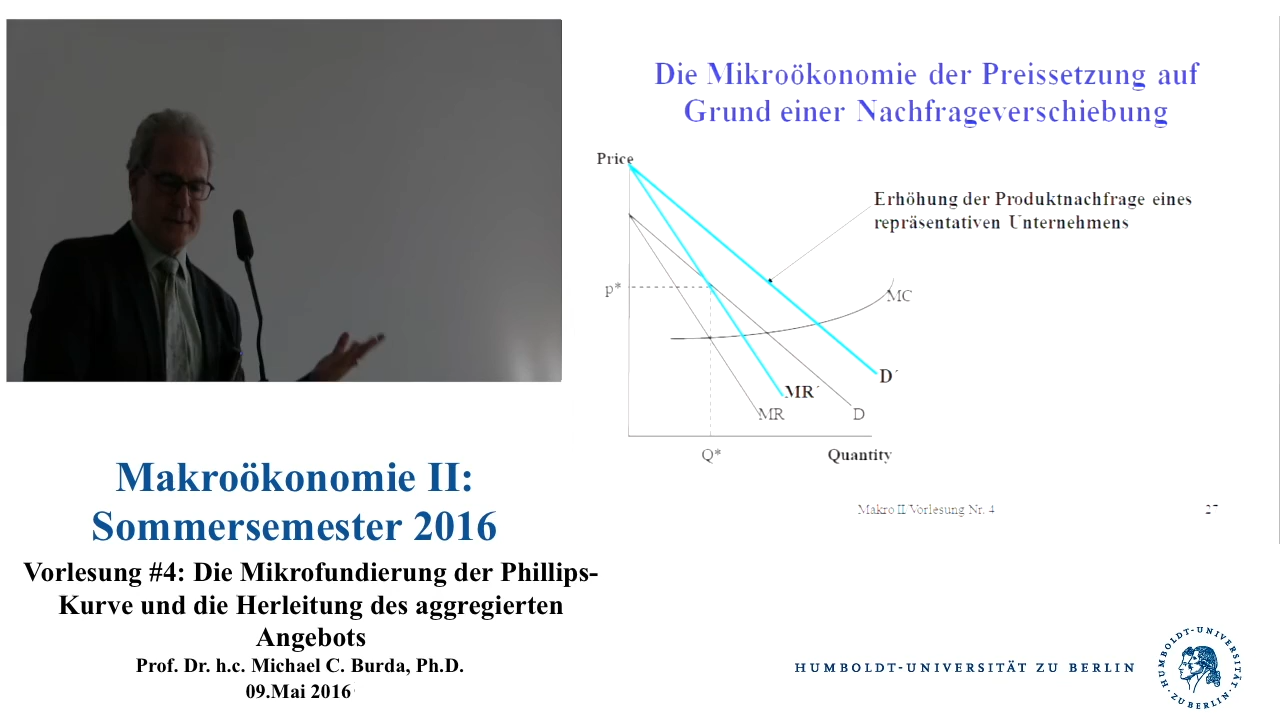 Die Mikroökonomie der Preissetzung auf
Grund einer Nachfrageverschiebung
Price
Erhöhung der Produktnachfrage eines
repräsentativen Unternehmens
p*
MC
D´
MR´
MR
D
Q*
Quantity
Makro II/Vorlesung Nr. 4
27
Makroökonomie II:
Sommersemester 2016
Vorlesung #4: Die Mikrofundierung der Phillips-
Kurve und die Herleitung des aggregierten
Angebots
Prof. Dr. h.c. Michael C. Burda, Ph.D.
09.Mai 2016
HUMBOLDT-UNIVERSITÄT ZU BERLIN
HUMBOLDT-UNIVERSITÄT
ZU BERLIN